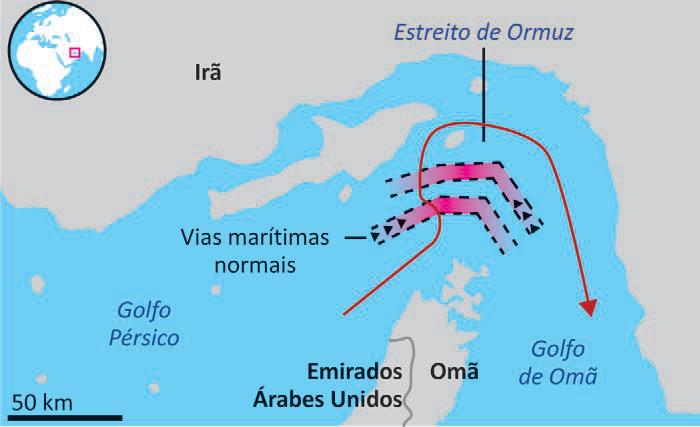 Estreito de Ormuz
Irã
Vias marítimas
normais
Golfo
Pérsico
Emirados
Árabes Unidos
Omã
Golfo
de Omã
50 km